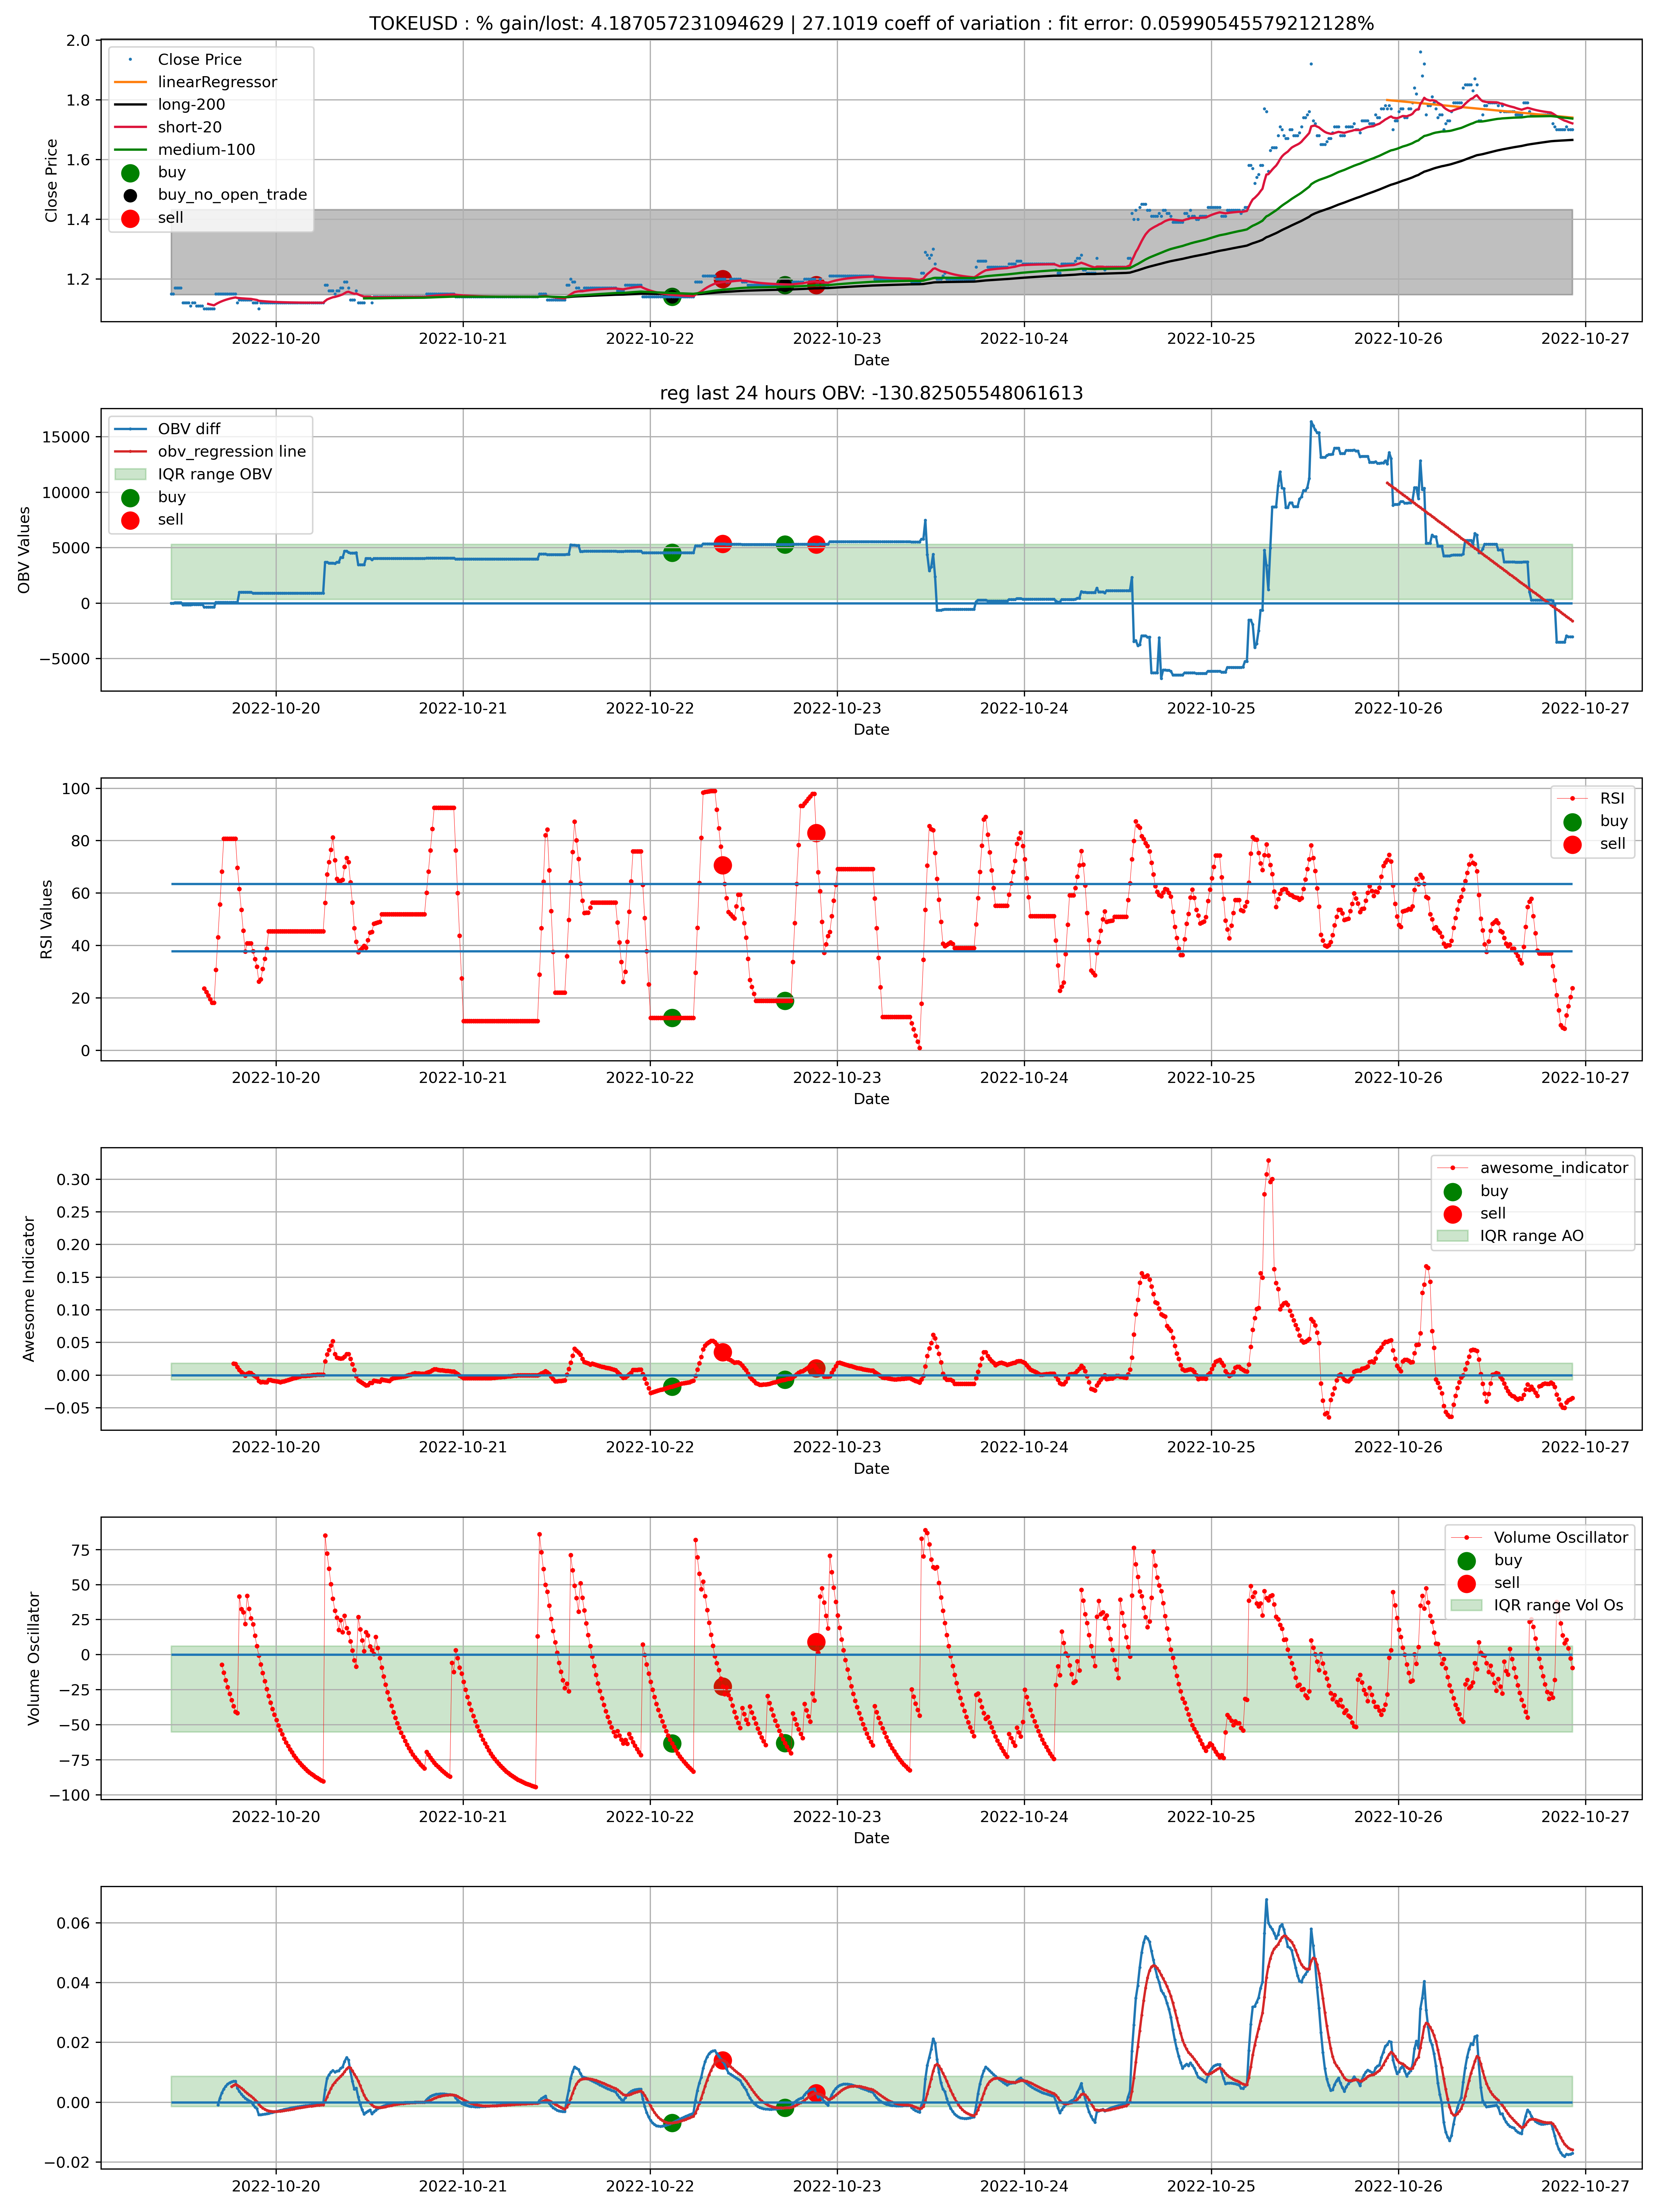 TOKEUSD : % gain/lost: 4.187057231094629 | 27.1019 coeff of variation : fit error: 0.05990545579212128%
Close Price
2.0
1.8
1.6
1.4
1.2
Close Price
linearRegressor
long-200
short-20
medium-100
buy
buy_no_open_trade
sell
2022-10-20 2022-10-21 2022-10-22 2022-10-23 2022-10-24 2022-10-25 2022-10-26 2022-10-27
Date
reg last 24 hours OBV: -130.82505548061613
OBV Values
15000
10000
5000
0
−5000
OBV diff
obv_regression line
IQR range OBV
buy
sell
2022-10-20 2022-10-21 2022-10-22 2022-10-23 2022-10-24 2022-10-25 2022-10-26 2022-10-27
Date
RSI Values
100
80
60
40
20
0
RSI
buy
sell
2022-10-20 2022-10-21 2022-10-22 2022-10-23 2022-10-24 2022-10-25 2022-10-26 2022-10-27
Date
Awesome Indicator
0.30
0.25
0.20
0.15
0.10
0.05
0.00
−0.05
awesome_indicator
buy
sell
IQR range AO
2022-10-20 2022-10-21 2022-10-22 2022-10-23 2022-10-24 2022-10-25 2022-10-26 2022-10-27
Date
Volume Oscillator
75
50
25
0
−25
−50
−75
−100
Volume Oscillator
buy
sell
IQR range Vol Os
2022-10-20 2022-10-21 2022-10-22 2022-10-23 2022-10-24 2022-10-25 2022-10-26 2022-10-27
Date
0.06
0.04
0.02
0.00
−0.02
2022-10-20 2022-10-21 2022-10-22 2022-10-23 2022-10-24 2022-10-25 2022-10-26 2022-10-27